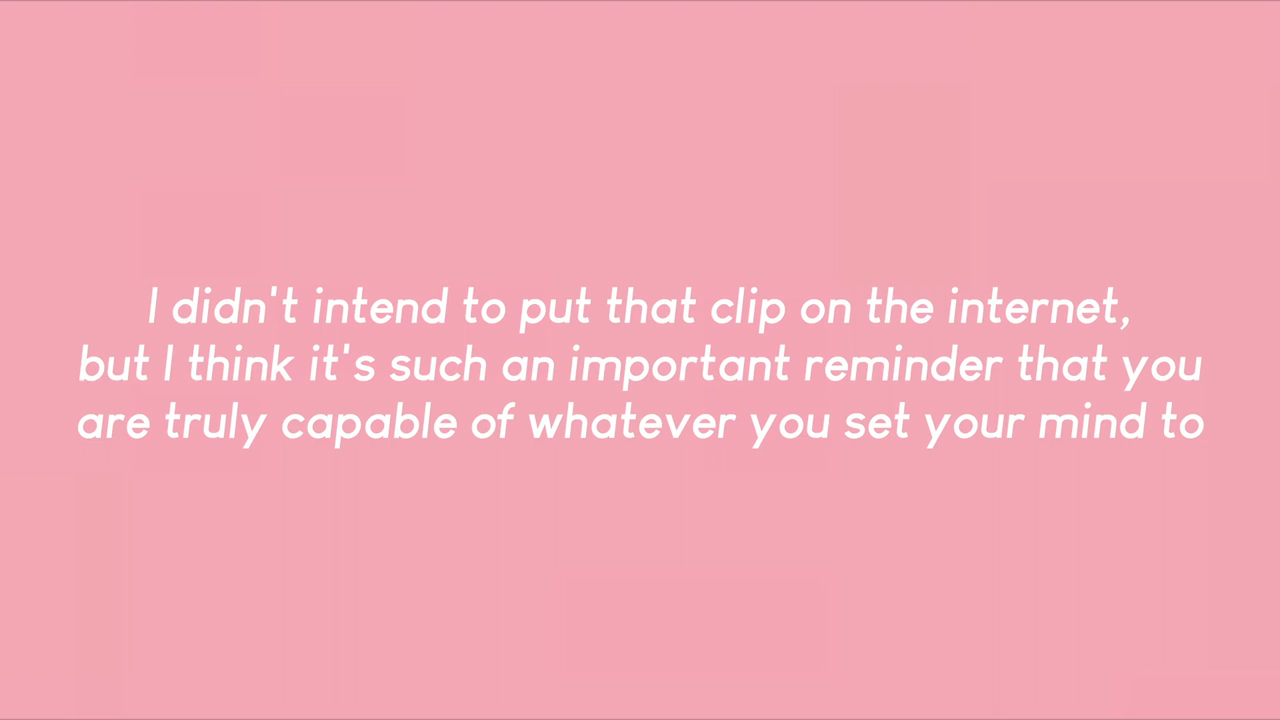 I didn't intend to put that clip on the internet,
but I think it's such an important reminder that you
are truly capable of whatever you set your mind to